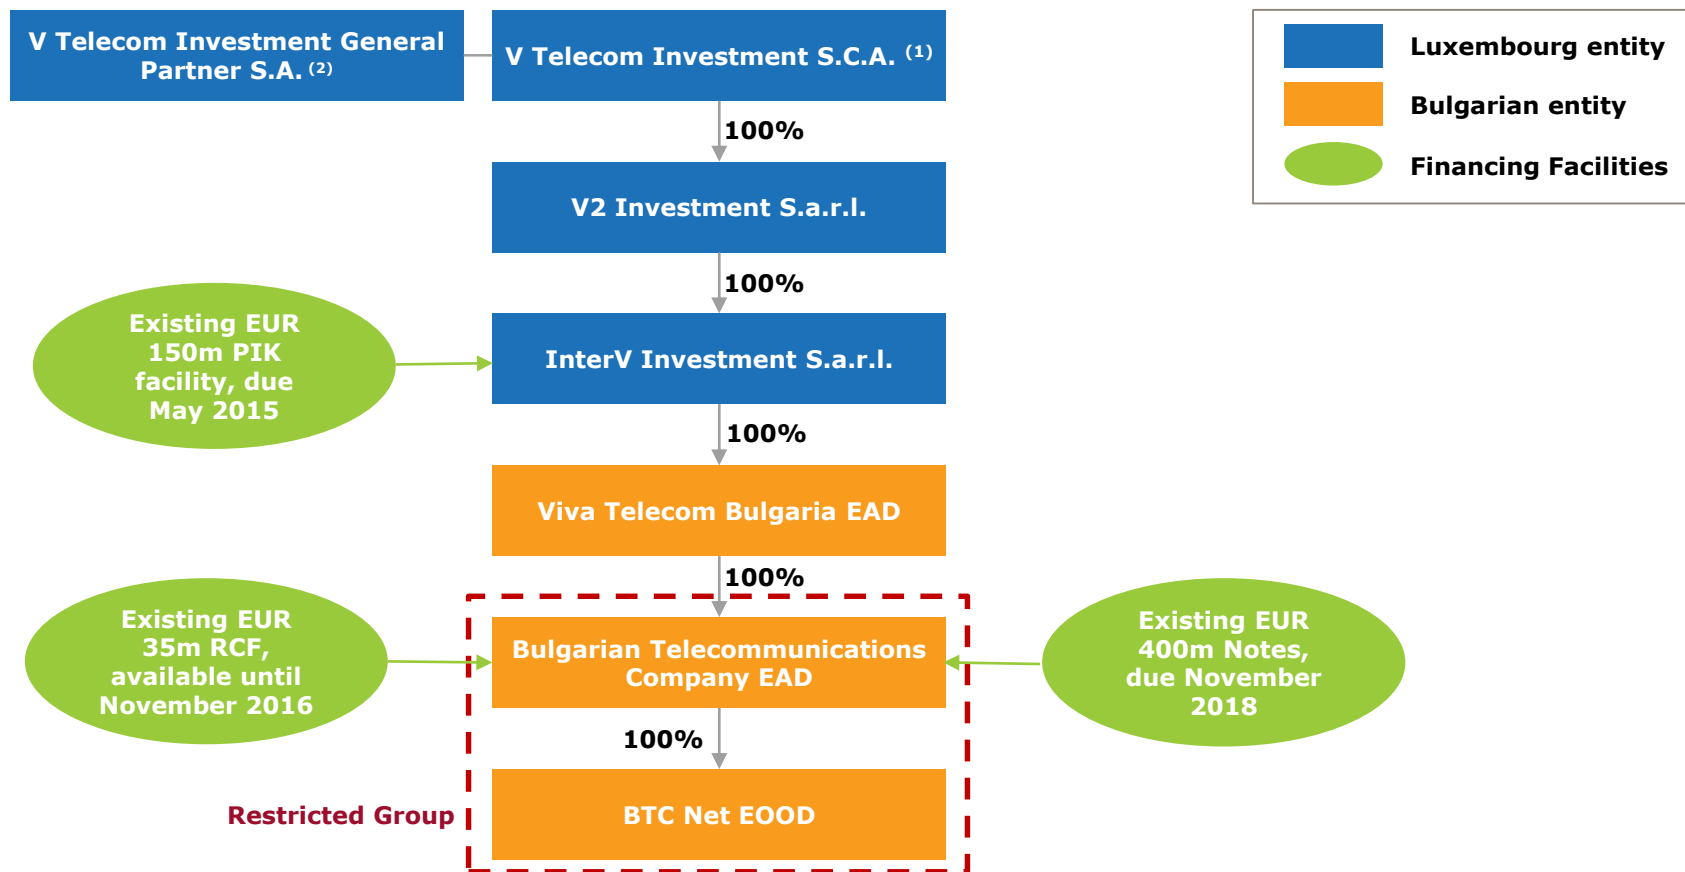 V Telecom Investment General
Partner S.A. (2)
V Telecom Investment S.C.A. (1)
Luxembourg entity
Bulgarian entity
Financing Facilities
100%
V2 Investment S.a.r.l.
100%
Existing EUR
150m PIK
facility, due
May 2015
InterV Investment S.a.r.l.
100%
Viva Telecom Bulgaria EAD
100%
Existing EUR
35m RCF,
available until
November 2016
Bulgarian Telecommunications
Company EAD
Existing EUR
400m Notes,
due November
2018
100%
Restricted Group
BTC Net EOOD